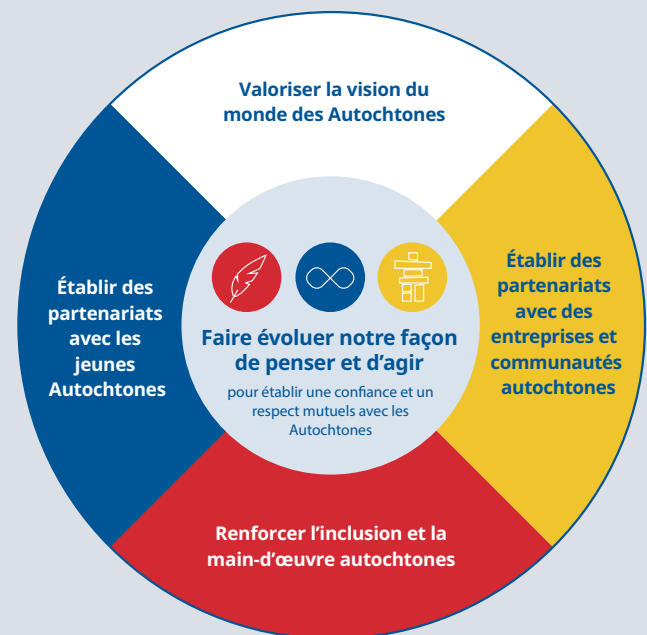 Valoriser la vision du
monde des Autochtones
Établir des
partenariats
avec les
jeunes
Autochtones
Faire évoluer notre façon
de penser et d'agir
pour établir une confiance et un
respect mutuels avec les
Autochtones
Établir des
partenariats
avec des
entreprises et
communautés
autochtones
Renforcer l'inclusion et la
main-d'œuvre autochtones